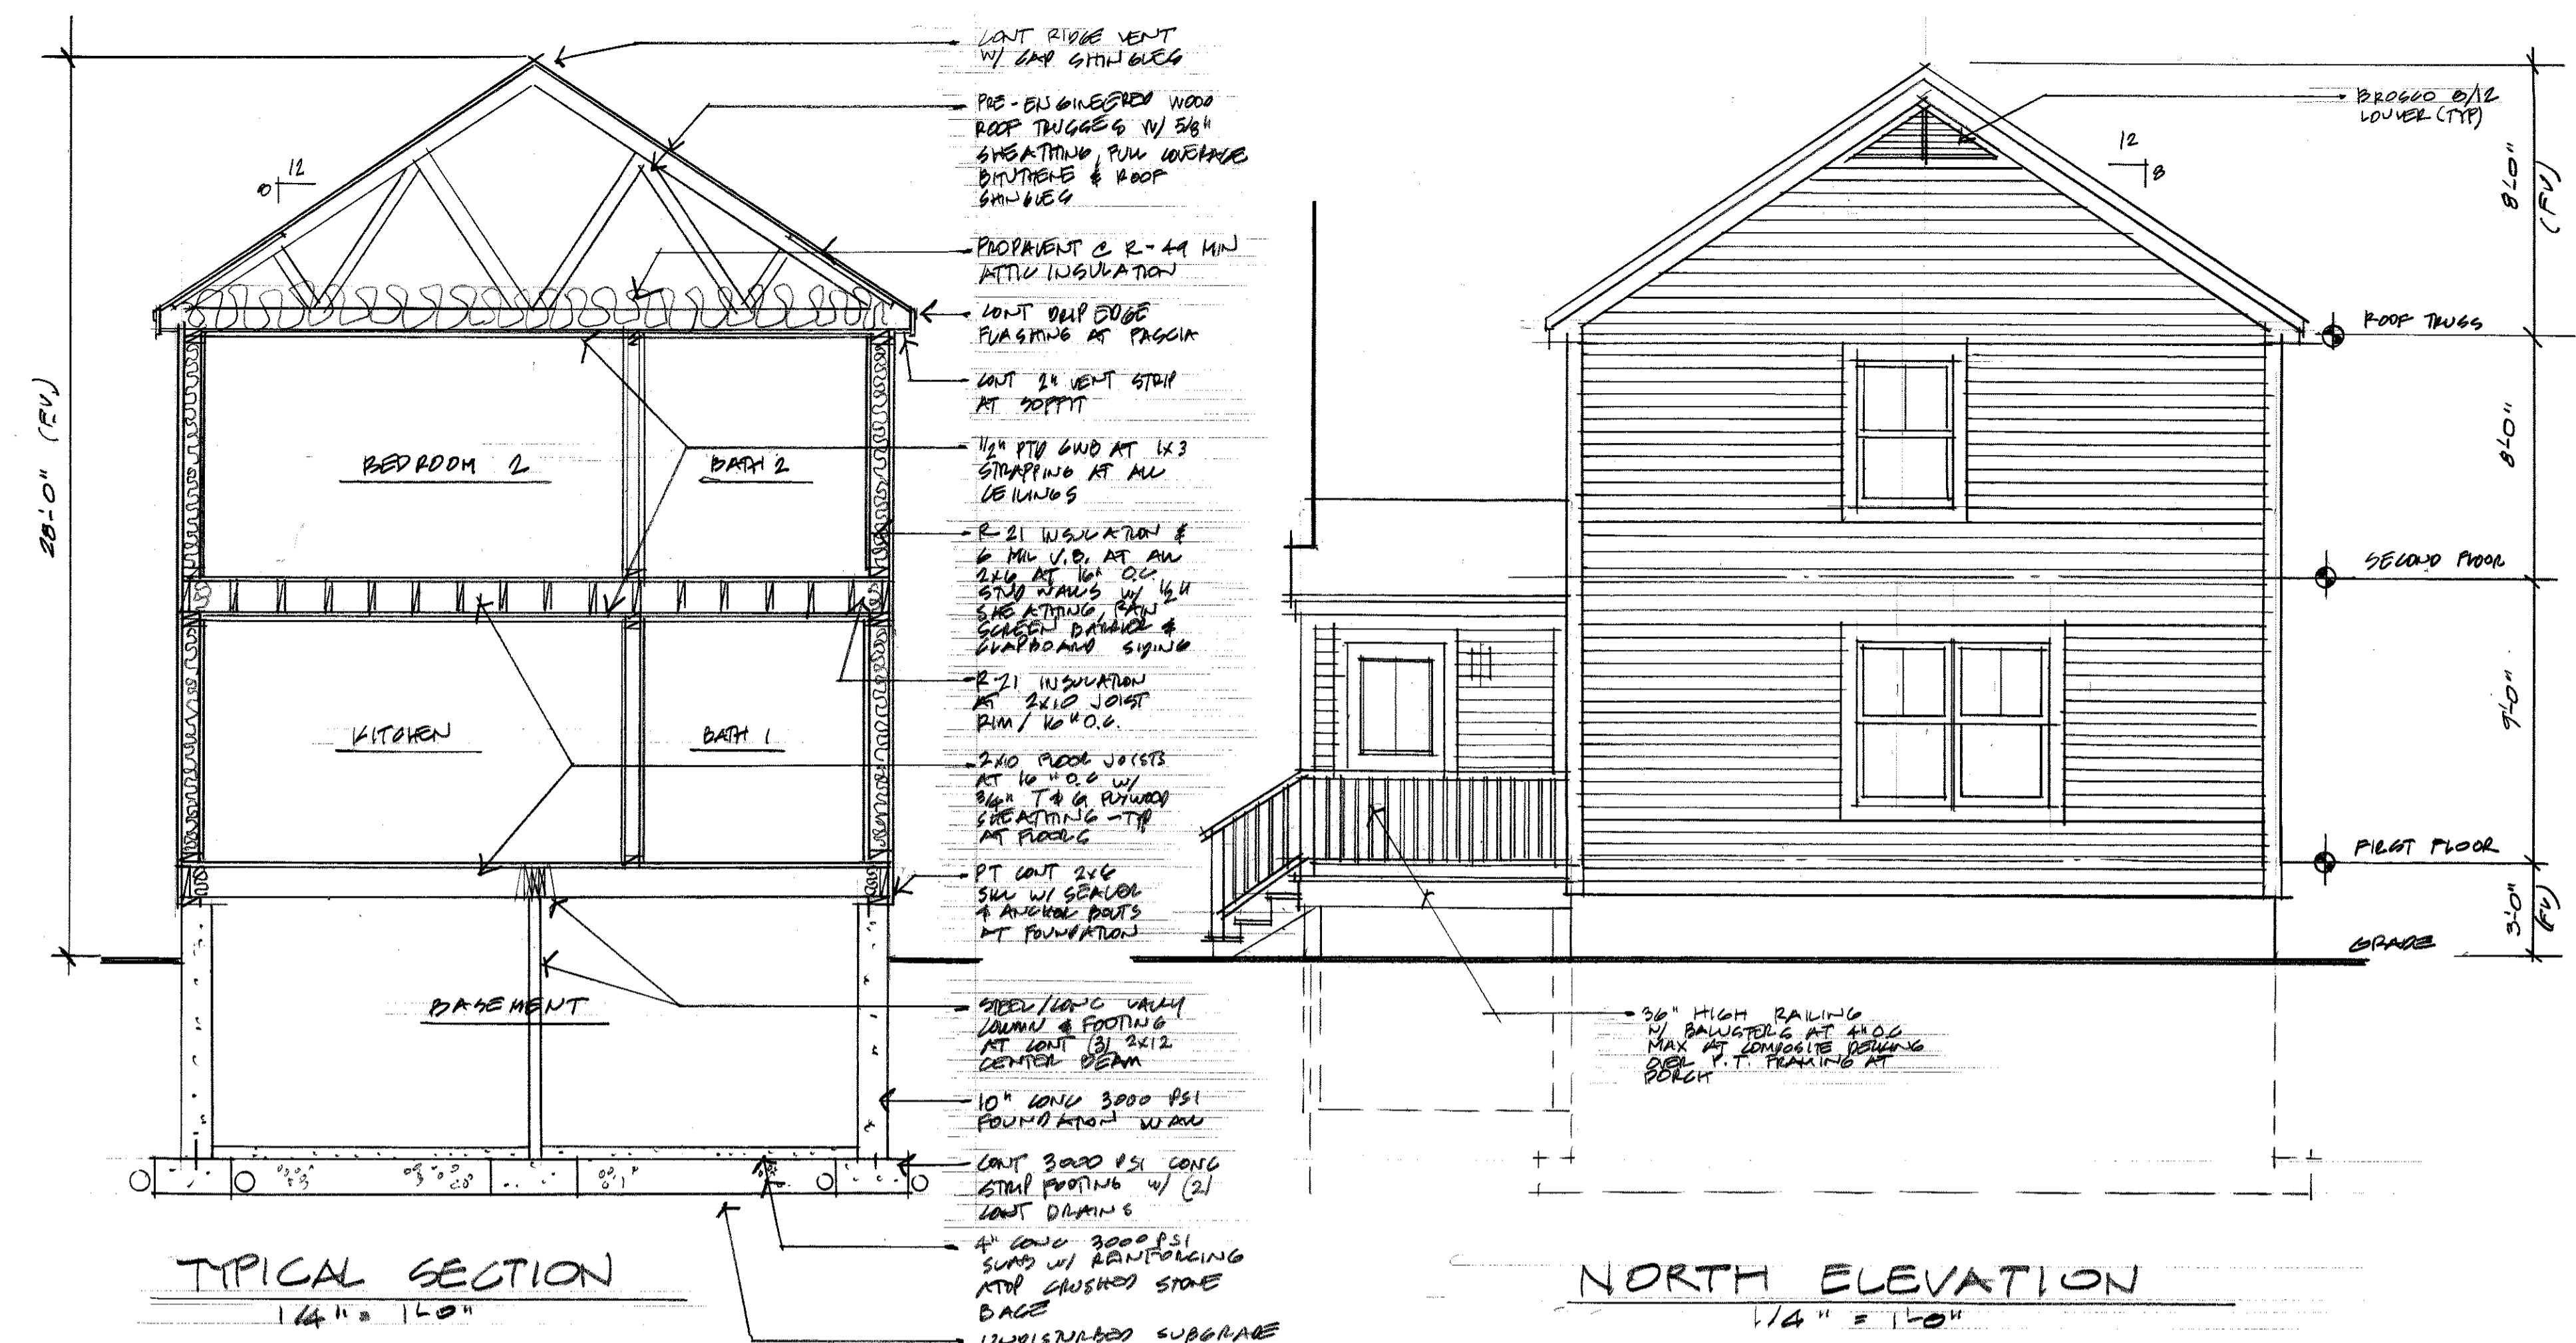 28'-0" (FV)
12
8
BEDROOM 2
BATH 2
KITCHEN
BATH 1
BASEMENT
TYPICAL SECTION
1/4" = 1'-0"
CONT RIDGE VENT
W/ CAP SHINGLES
PRE-ENGINEERED WOOD
ROOF TRUSSES W/ 5/8"
SHEATHING, FULL COVERAGE
BITUTHENE & ROOF
SHINGLES
PROPAVENT @ R-49 MIN
ATTIC INSULATION
CONT DRIP EDGE
FLASHING AT FASCIA
CONT 2" VENT STRIP
AT SOFFIT
1/2" PTD GWB AT 1X3
STRAPPING AT ALL
CEILINGS
R-21 INSULATION &
6 MIL V.B. AT ALL
2X6 AT 16" O.C.
STUD WALLS W/ 1/2"
SHEATHING, RAIN
SCREEN BARRIER &
CLAPBOARD SIDING
R-21 INSULATION
AT 2X10 JOIST
RIM / 16" O.C.
2X10 FLOOR JOISTS
AT 16" O.C W/
3/4" T & G PLYWOOD
SHEATHING - TYP
AT FLOORS
PT CONT 2X6
SILL W/ SEALER
& ANCHOR BOLTS
AT FOUNDATION
STEEL/CONC LALLY
COLUMN & FOOTING
AT CONT (3) 2X12
CENTER BEAM
10" CONC 3000 PSI
FOUNDATION WALL
CONT 3000 PSI CONC
STRIP FOOTING W/ (2)
CONT DRAINS
4" CONC 3000 PSI
SLAB W/ REINFORCING
ATOP CRUSHED STONE
BASE
UNDISTURBED SUBGRADE
BROSCO 8/12
LOUVER (TYP)
12
8
8'-0"
(FV)
ROOF TRUSS
8'-0"
SECOND FLOOR
9'-0"
FIRST FLOOR
3'-0"
(FV)
GRADE
36" HIGH RAILING
W/ BALUSTERS AT 4" O.C
MAX AT COMPOSITE DECKING
OVER P.T. FRAMING AT
PORCH
NORTH ELEVATION
1/4" = 1'-0"